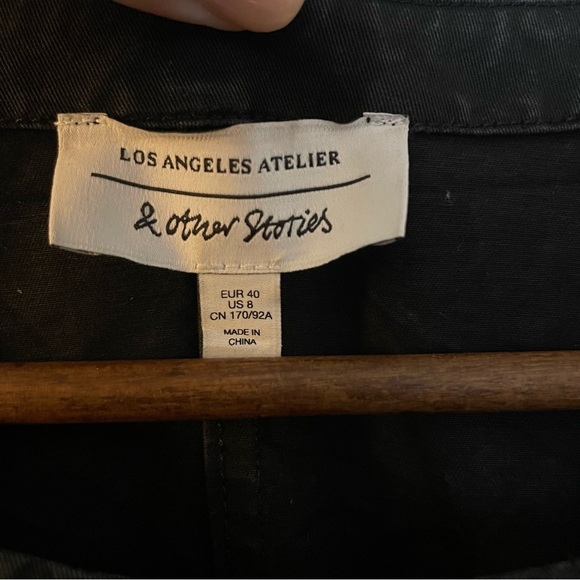 LOS ANGELES ATELIER
& other Stories
EUR 40
US 8
CN 170/92A
MADE IN
CHINA